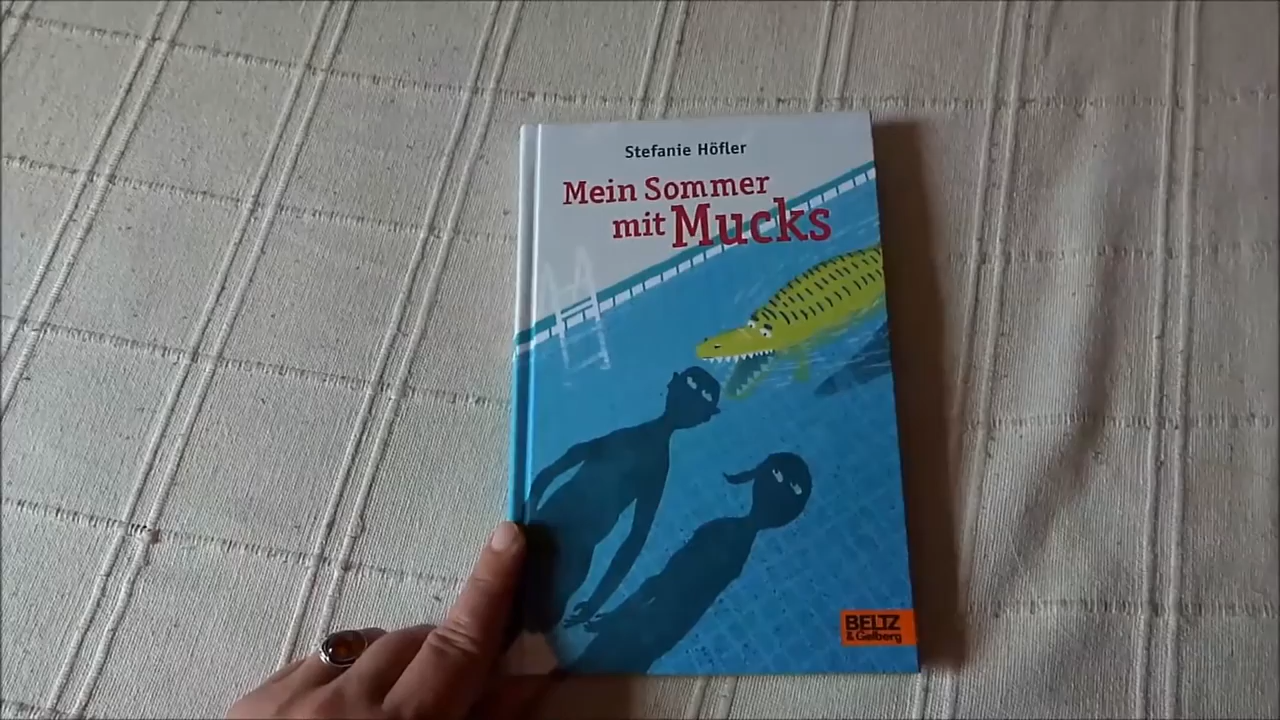 Stefanie Höfler
Mein Sommer
mit Mucks
BELTZ
& Gelberg